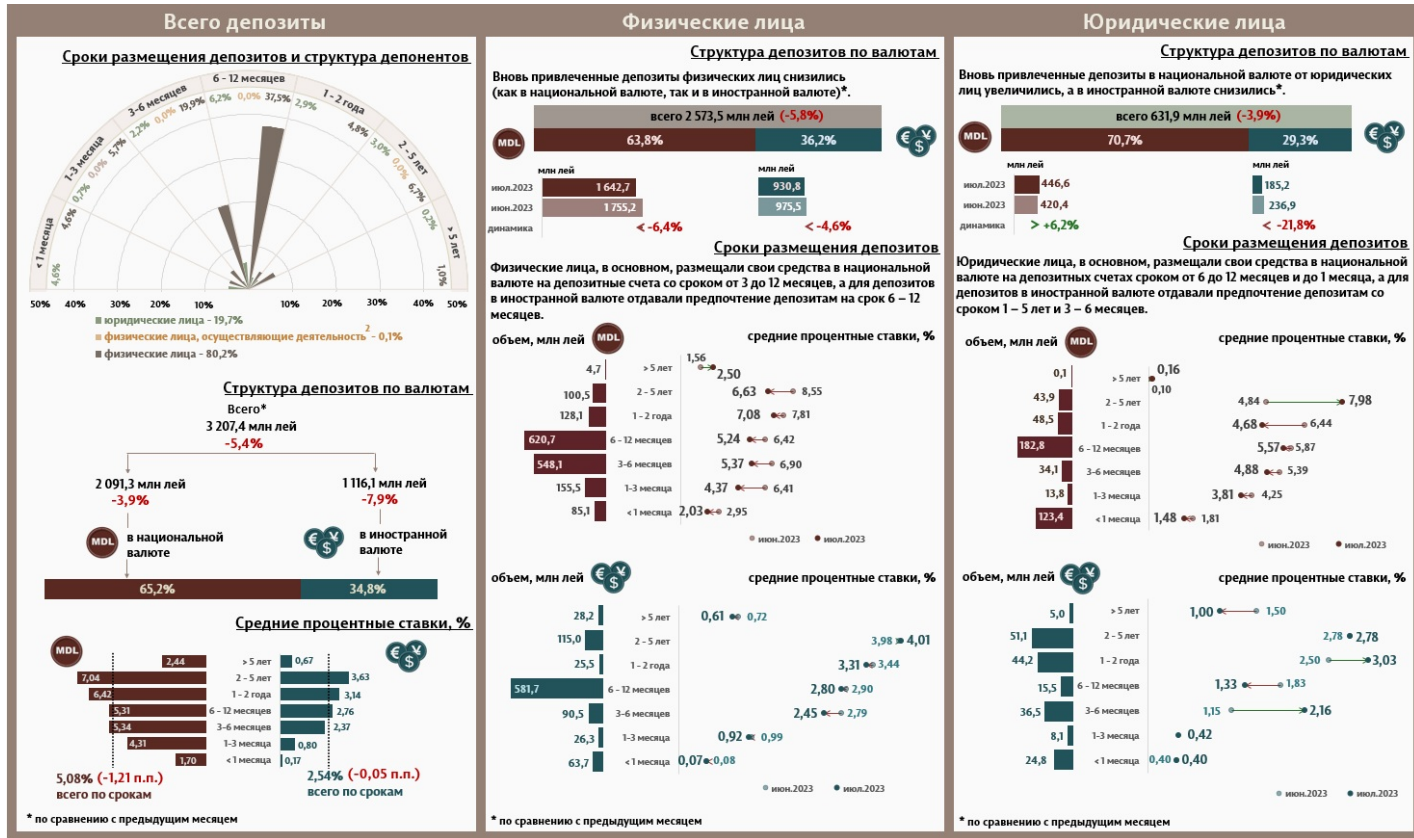 Всего депозиты
Сроки размещения депозитов и структура депонентов
< 1 месяца
1-3 месяца
3-6 месяцев
6 - 12 месяцев
1 - 2 года
2 - 5 лет
> 5 лет
4,6%
4,6%
0,7%
0,0%
5,7%
2,2%
0,0%
19,9%
6,2%
0,0%
37,5%
2,9%
4,8%
3,0%
0,0%
6,7%
0,2%
1,0%
50% 40% 30% 20% 10% 10% 20% 30% 40% 50%
юридические лица - 19,7%
физические лица, осуществляющие деятельность2 - 0,1%
физические лица - 80,2%
Структура депозитов по валютам
Всего*
3 207,4 млн лей
-5,4%
2 091,3 млн лей
-3,9%
1 116,1 млн лей
-7,9%
MDL
в национальной
валюте
€ ¥ $
в иностранной
валюте
65,2% 34,8%
Средние процентные ставки, %
MDL
€ ¥ $
2,44 > 5 лет 0,67
7,04 2 - 5 лет 3,63
6,42 1 - 2 года 3,14
5,31 6 - 12 месяцев 2,76
5,34 3-6 месяцев 2,37
4,31 1-3 месяца 0,80
1,70 < 1 месяца 0,17
5,08% (-1,21 п.п.)
всего по срокам
2,54% (-0,05 п.п.)
всего по срокам
* по сравнению с предыдущим месяцем
Физические лица
Структура депозитов по валютам
Вновь привлеченные депозиты физических лиц снизились
(как в национальной валюте, так и в иностранной валюте)*.
всего 2 573,5 млн лей (-5,8%)
MDL 63,8% 36,2% € ¥ $
млн лей млн лей
июл.2023 1 642,7 930,8
июн.2023 1 755,2 975,5
динамика < -6,4% < -4,6%
Сроки размещения депозитов
Физические лица, в основном, размещали свои средства в национальной
валюте на депозитные счета со сроком от 3 до 12 месяцев, а для депозитов
в иностранной валюте отдавали предпочтение депозитам на срок 6 – 12
месяцев.
объем, млн лей MDL средние процентные ставки, %
4,7 > 5 лет 1,56 2,50
100,5 2 - 5 лет 6,63 8,55
128,1 1 - 2 года 7,08 7,81
620,7 6 - 12 месяцев 5,24 6,42
548,1 3-6 месяцев 5,37 6,90
155,5 1-3 месяца 4,37 6,41
85,1 < 1 месяца 2,03 2,95
июн.2023 июл.2023
объем, млн лей € ¥ $ средние процентные ставки, %
28,2 > 5 лет 0,61 0,72
115,0 2 - 5 лет 3,98 4,01
25,5 1 - 2 года 3,31 3,44
581,7 6 - 12 месяцев 2,80 2,90
90,5 3-6 месяцев 2,45 2,79
26,3 1-3 месяца 0,92 0,99
63,7 < 1 месяца 0,07 0,08
июн.2023 июл.2023
* по сравнению с предыдущим месяцем
Юридические лица
Структура депозитов по валютам
Вновь привлеченные депозиты в национальной валюте от юридических
лиц увеличились, а в иностранной валюте снизились*.
всего 631,9 млн лей (-3,9%)
MDL 70,7% 29,3% € ¥ $
млн лей млн лей
июл.2023 446,6 185,2
июн.2023 420,4 236,9
динамика > +6,2% < -21,8%
Сроки размещения депозитов
Юридические лица, в основном, размещали свои средства в национальной
валюте на депозитных счетах сроком от 6 до 12 месяцев и до 1 месяца, а для
депозитов в иностранной валюте отдавали предпочтение депозитам со
сроком 1 – 5 лет и 3 – 6 месяцев.
объем, млн лей MDL средние процентные ставки, %
0,1 > 5 лет 0,16 0,10
43,9 2 - 5 лет 4,84 7,98
48,5 1 - 2 года 4,68 6,44
182,8 6 - 12 месяцев 5,57 5,87
34,1 3-6 месяцев 4,88 5,39
13,8 1-3 месяца 3,81 4,25
123,4 < 1 месяца 1,48 1,81
июн.2023 июл.2023
объем, млн лей € ¥ $ средние процентные ставки, %
5,0 > 5 лет 1,00 1,50
51,1 2 - 5 лет 2,78 2,78
44,2 1 - 2 года 2,50 3,03
15,5 6 - 12 месяцев 1,33 1,83
36,5 3-6 месяцев 1,15 2,16
8,1 1-3 месяца 0,42
24,8 < 1 месяца 0,40 0,40
июн.2023 июл.2023
* по сравнению с предыдущим месяцем